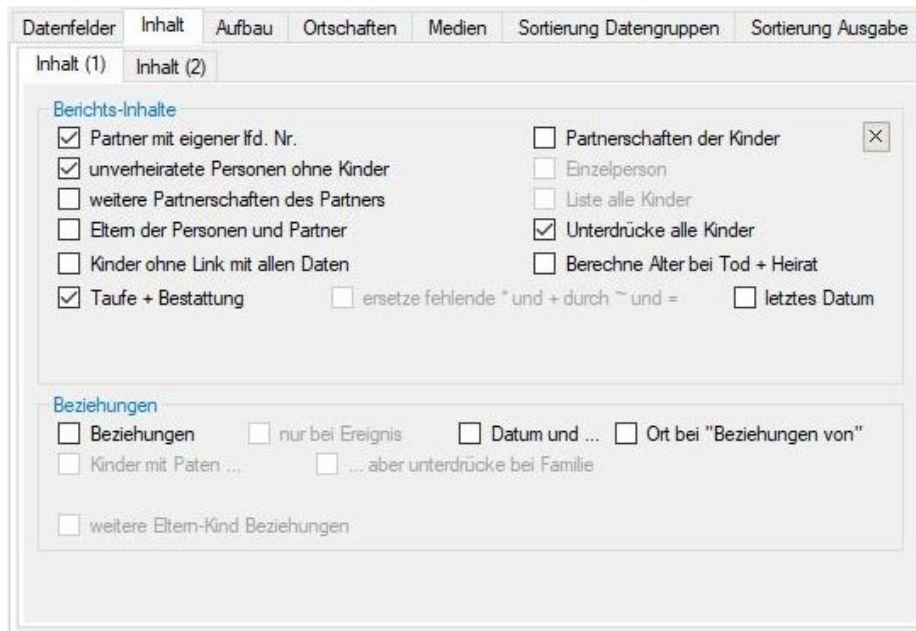 Datenfelder Inhalt Aufbau Ortschaften Medien Sortierung Datengruppen Sortierung Ausgabe
Inhalt (1) Inhalt (2)
Berichts-Inhalte
Partner mit eigener lfd. Nr. Partnerschaften der Kinder
unverheiratete Personen ohne Kinder Einzelperson
weitere Partnerschaften des Partners Liste alle Kinder
Eltern der Personen und Partner Unterdrücke alle Kinder
Kinder ohne Link mit allen Daten Berechne Alter bei Tod + Heirat
Taufe + Bestattung ersetze fehlende * und + durch ~ und = letztes Datum
Beziehungen
Beziehungen nur bei Ereignis Datum und ... Ort bei "Beziehungen von"
Kinder mit Paten ... ... aber unterdrücke bei Familie
weitere Eltern-Kind Beziehungen